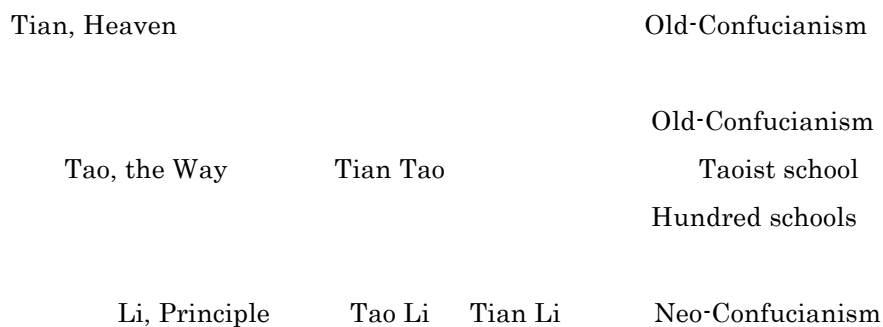 Tian, Heaven Old-Confucianism
Old-Confucianism
Tao, the Way Tian Tao Taoist school
Hundred schools
Li, Principle Tao Li Tian Li Neo-Confucianism